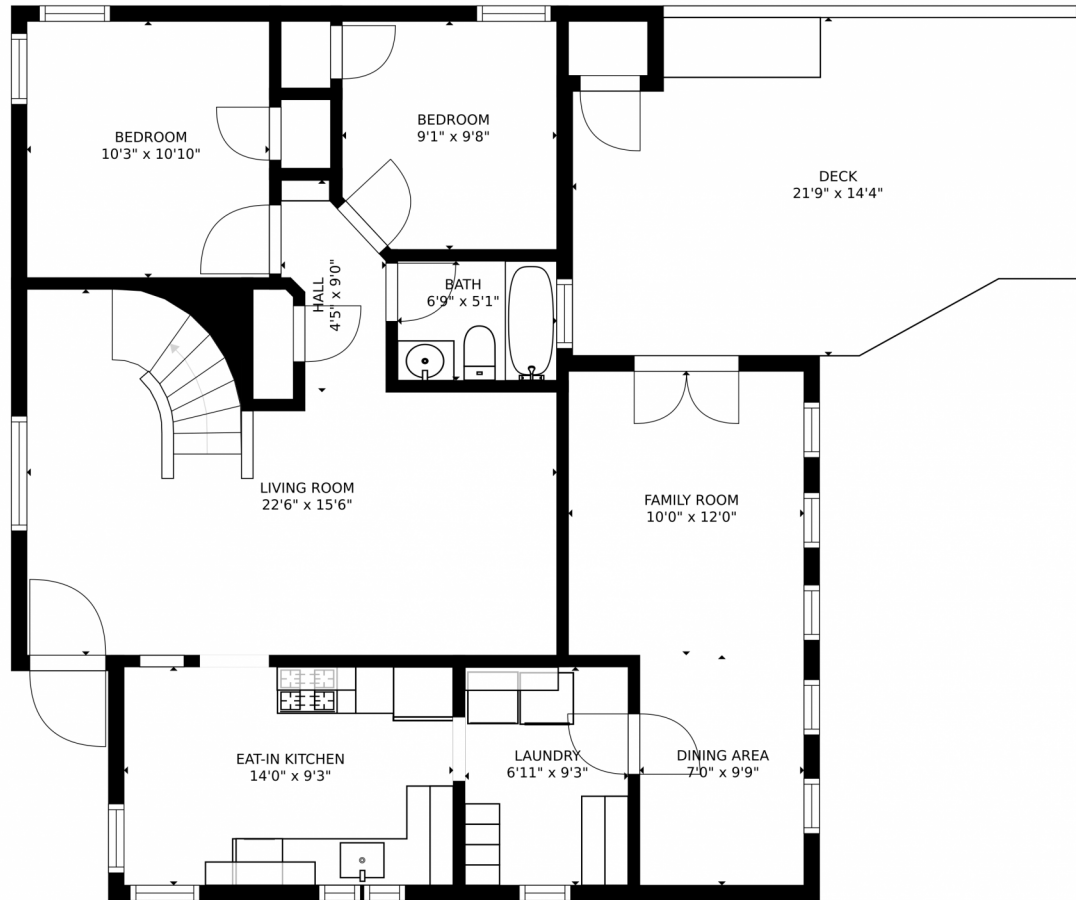 BEDROOM
10'3" x 10'10"
BEDROOM
9'1" x 9'8"
DECK
21'9" x 14'4"
HALL
4'5" x 9'0"
BATH
6'9" x 5'1"
LIVING ROOM
22'6" x 15'6"
FAMILY ROOM
10'0" x 12'0"
EAT-IN KITCHEN
14'0" x 9'3"
LAUNDRY
6'11" x 9'3"
DINING AREA
7'0" x 9'9"